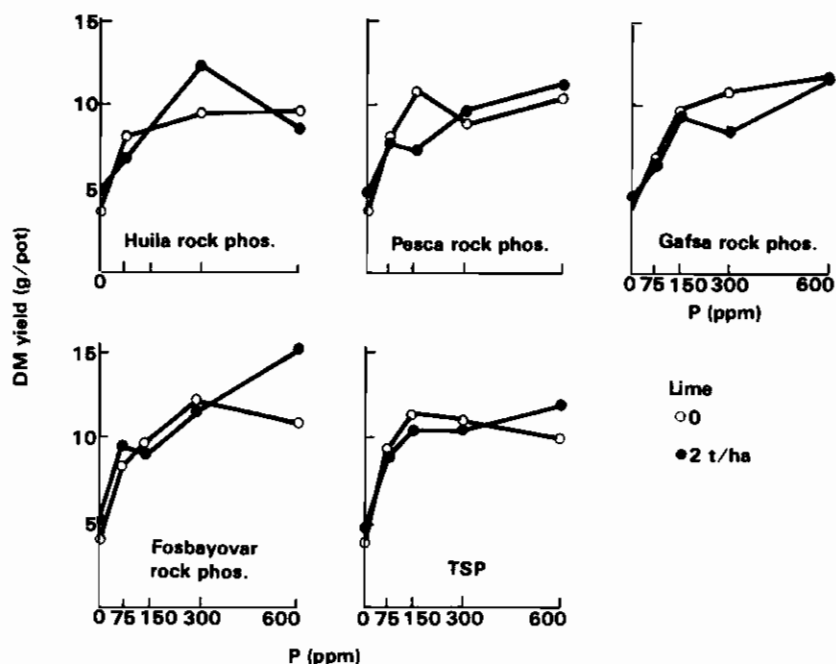 DM yield (g/pot)
15
10
5
0
Huila rock phos.
Pesca rock phos.
Gafsa rock phos.
0 75 150 300 600
P (ppm)
15
10
5
Fosbayovar
rock phos.
0 75 150 300 600
TSP
0 75 150 300 600
P (ppm)
Lime
○ 0
● 2 t/ha